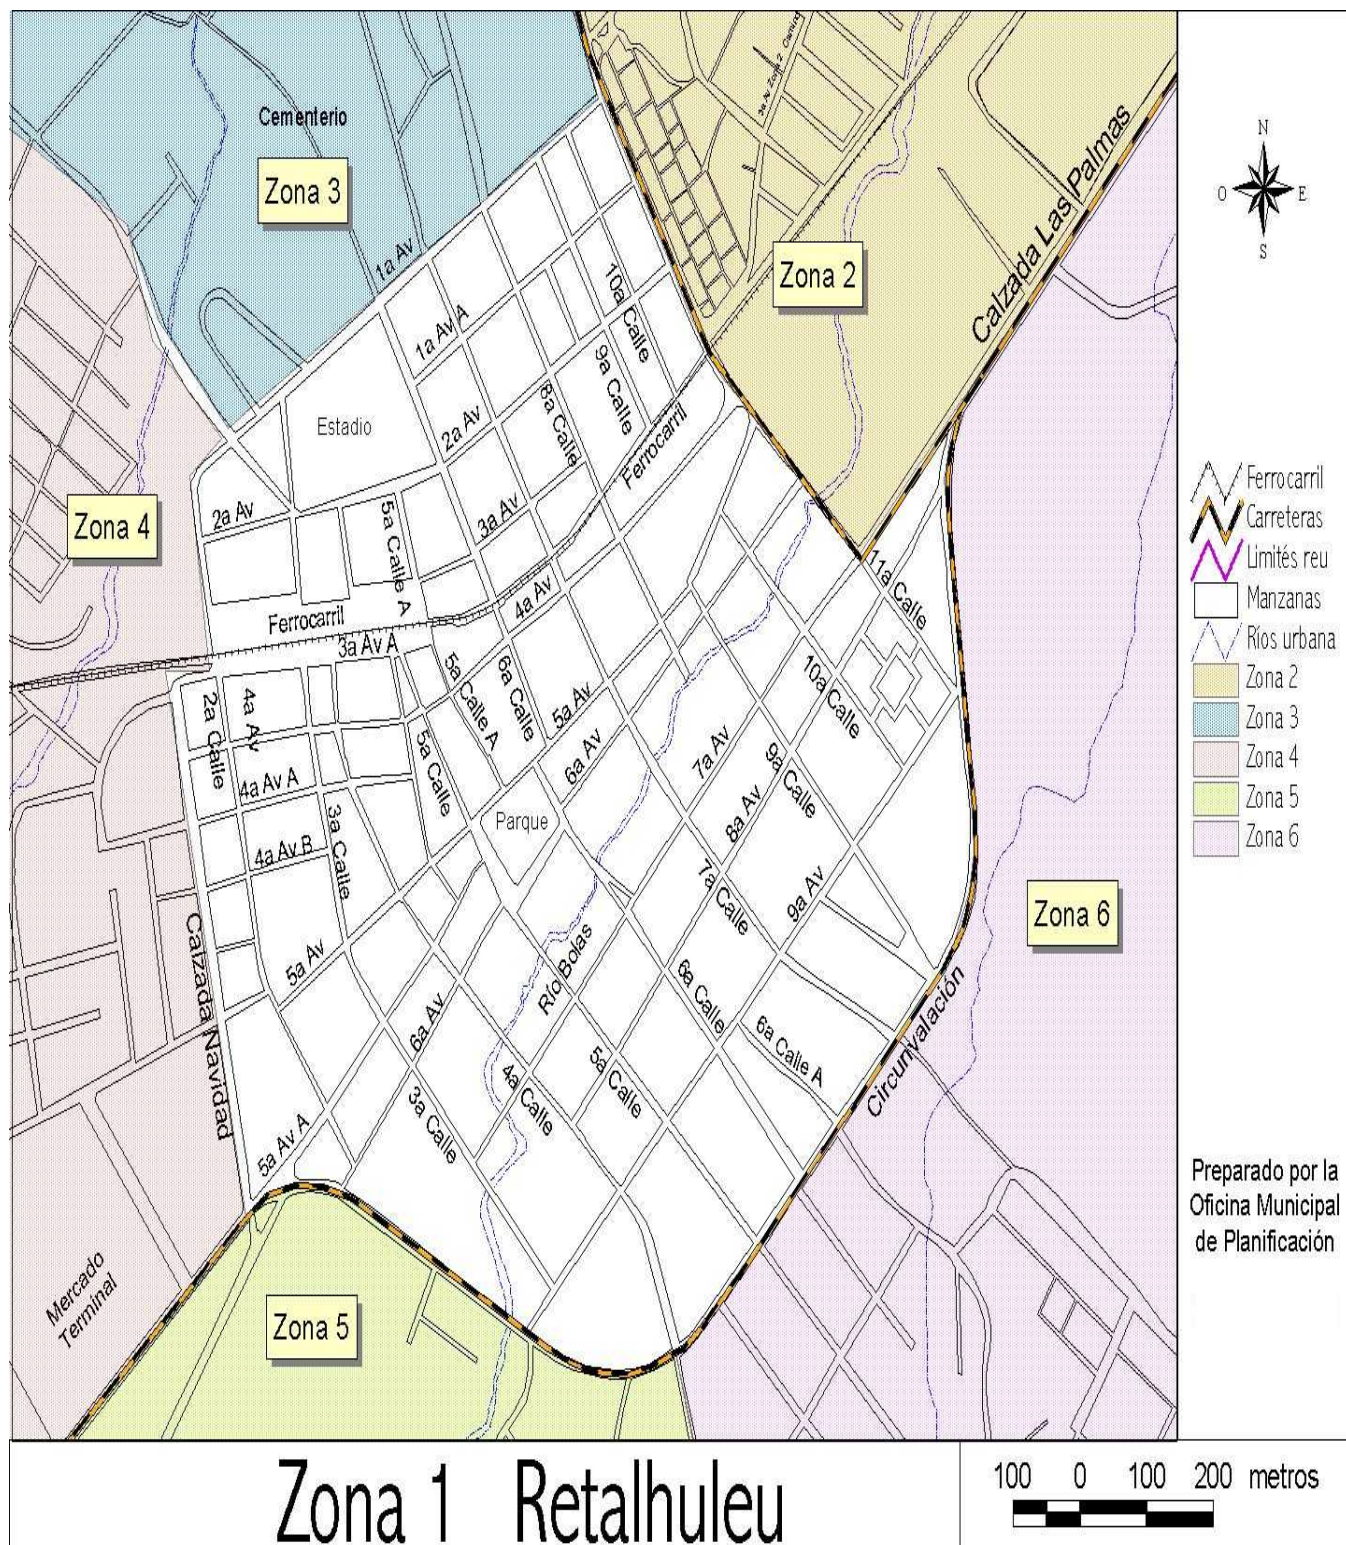 Cementerio
Zona 3
1a Av
Zona 2
Calzada Las Palmas
N
O
E
S
10a Calle
1a Av A
9a Calle
8a Calle
2a Av
Estadio
Ferrocarril
Zona 4
2a Av
5a Calle A
3a Av
Ferrocarril
3a Av A
4a Av
11a Calle
2a Calle
4a Av
5a Calle A
6a Calle
5a Av
10a Calle
6a Av
7a Av
9a Calle
4a Av A
5a Calle
8a Av
Parque
3a Calle
4a Av B
7a Calle
9a Av
Zona 6
Calzada Navidad
5a Av
Río Bolas
6a Calle
6a Av
6a Calle A
Circunvalación
5a Calle
4a Calle
3a Calle
5a Av A
Mercado
Terminal
Zona 5
Ferrocarril
Carreteras
Limités reu
Manzanas
Ríos urbana
Zona 2
Zona 3
Zona 4
Zona 5
Zona 6
Preparado por la
Oficina Municipal
de Planificación
Zona 1 Retalhuleu
100 0 100 200 metros